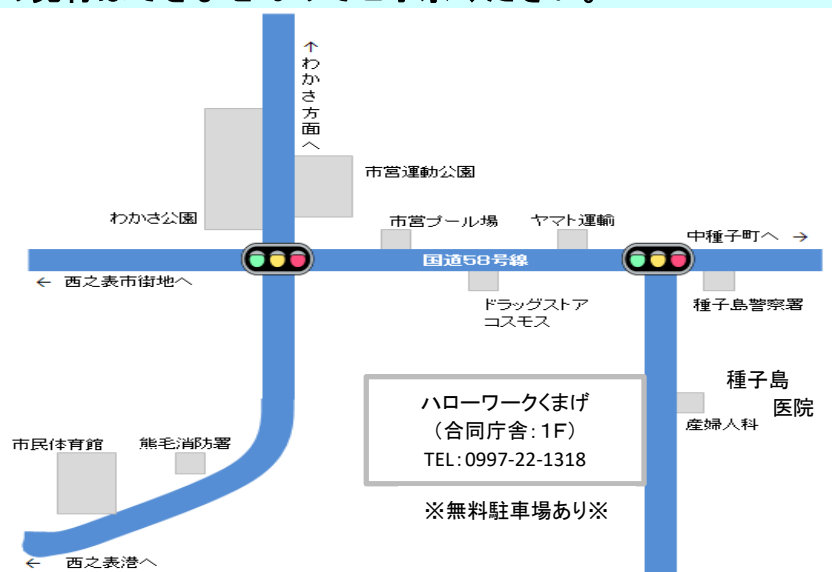 ↑わかさ方面へ
市営運動公園
わかさ公園
市営プール場
ヤマト運輸
中種子町へ →
国道58号線
← 西之表市街地へ
ドラッグストア
コスモス
種子島警察署
種子島
医院
産婦人科
ハローワークくまげ
(合同庁舎:1F)
TEL:0997-22-1318
市民体育館
熊毛消防署
※無料駐車場あり※
← 西之表港へ